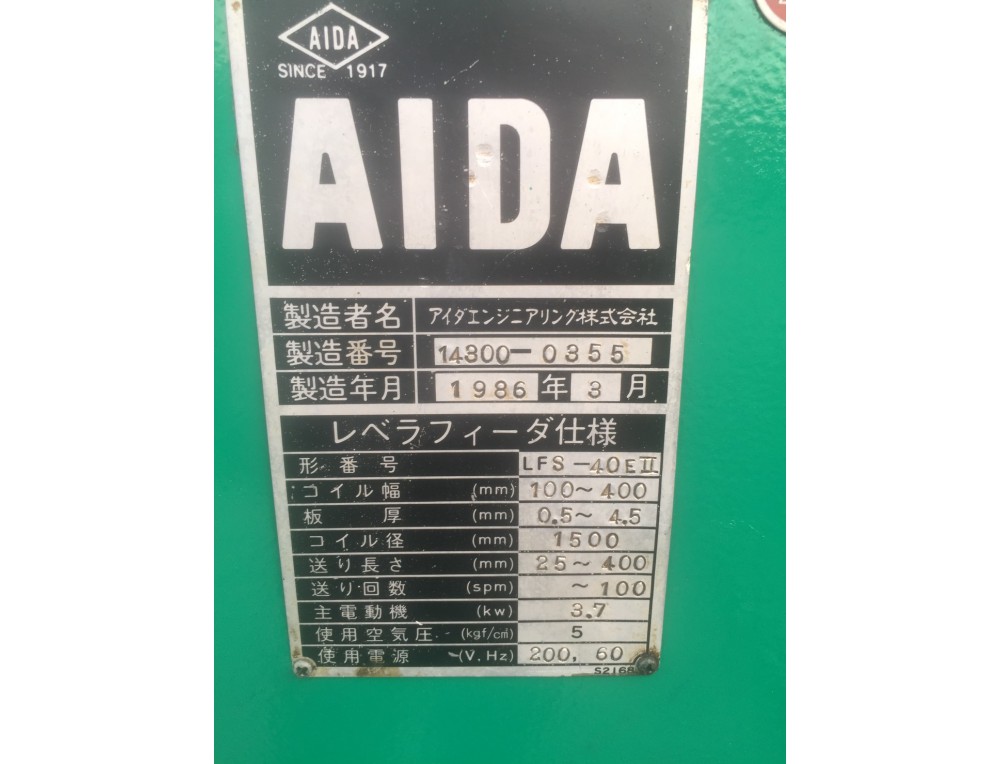 AIDA
SINCE 1917
AIDA
製造者名 アイダエンジニアリング株式会社
製造番号 14300-0355
製造年月 1986年3月
レベラフィーダ仕様
形番号 LFS-40EII
コイル幅 (mm) 100~400
板厚 (mm) 0.5~4.5
コイル径 (mm) 1500
送り長さ (mm) 25~400
送り回数 (spm) ~100
主電動機 (kw) 3.7
使用空気圧 (kgf/cm²) 5
使用電源 (V.Hz) 200, 60